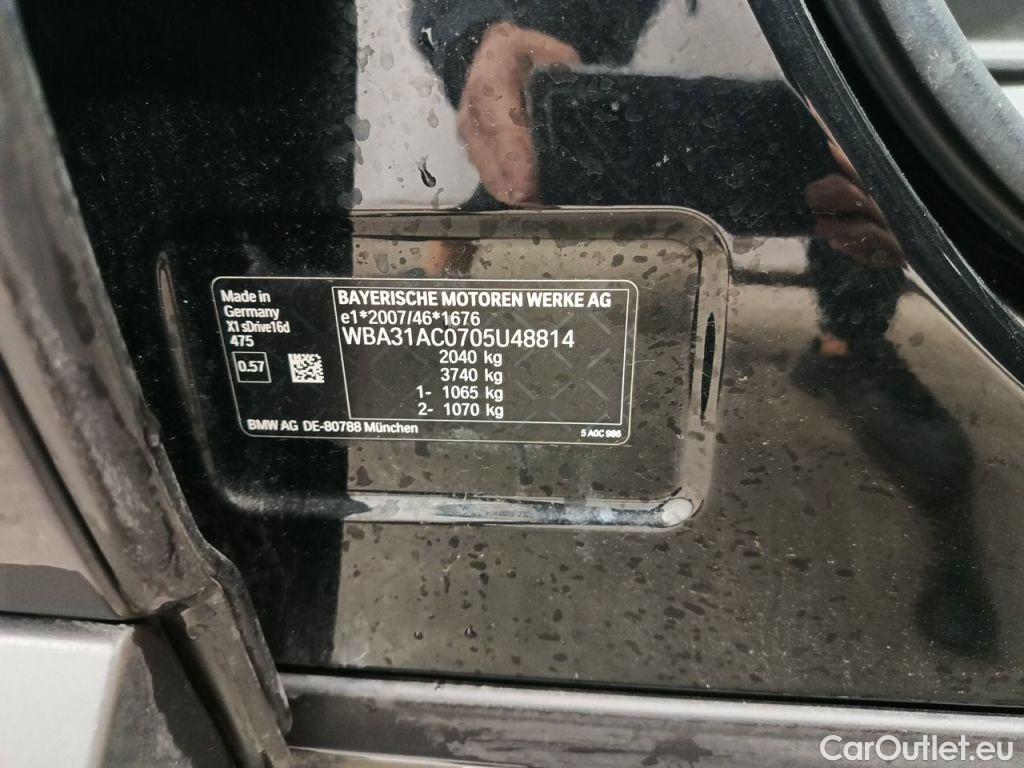 Made in
Germany
X1 sDrive16d
475
0.57
BAYERISCHE MOTOREN WERKE AG
e1*2007/46*1676
WBA31AC0705U48814
2040 kg
3740 kg
1- 1065 kg
2- 1070 kg
BMW AG DE-80788 München
5 A0C 986
CarOutlet.eu